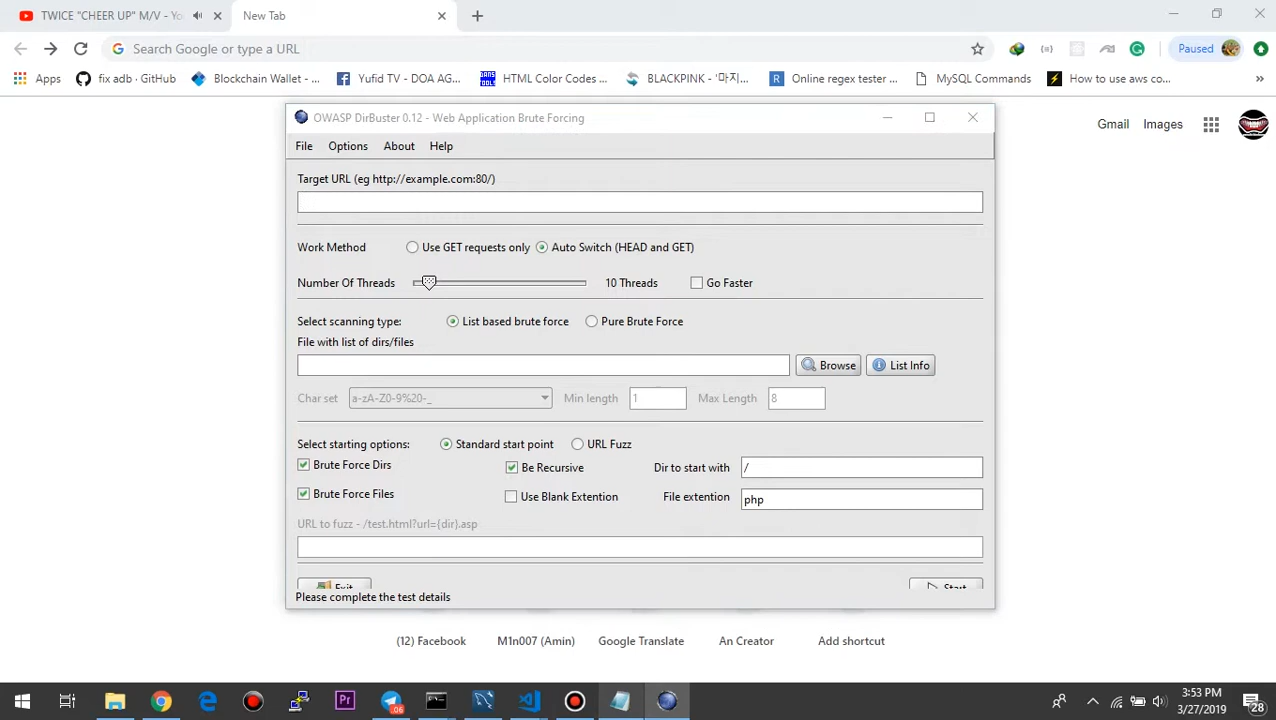 TWICE "CHEER UP" M/V - Yo
New Tab
Search Google or type a URL
Paused
Apps
fix adb · GitHub
Blockchain Wallet -...
Yufid TV - DOA AG...
HTML Color Codes...
BLACKPINK - '뚜두...
Online regex tester...
MySQL Commands
How to use aws co...
»
Gmail
Images
OWASP DirBuster 0.12 - Web Application Brute Forcing
File Options About Help
Target URL (eg http://example.com:80/)
Work Method Use GET requests only Auto Switch (HEAD and GET)
Number Of Threads 10 Threads Go Faster
Select scanning type: List based brute force Pure Brute Force
File with list of dirs/files
Browse List Info
Char set a-zA-Z0-9%20-_ Min length 1 Max Length 8
Select starting options: Standard start point URL Fuzz
Brute Force Dirs Be Recursive Dir to start with /
Brute Force Files Use Blank Extention File extention php
URL to fuzz - /test.html?url={dir}.asp
Exit Start
Please complete the test details
(12) Facebook
M1n007 (Amin)
Google Translate
An Creator
Add shortcut
Pr
06
3:53 PM
3/27/2019
28